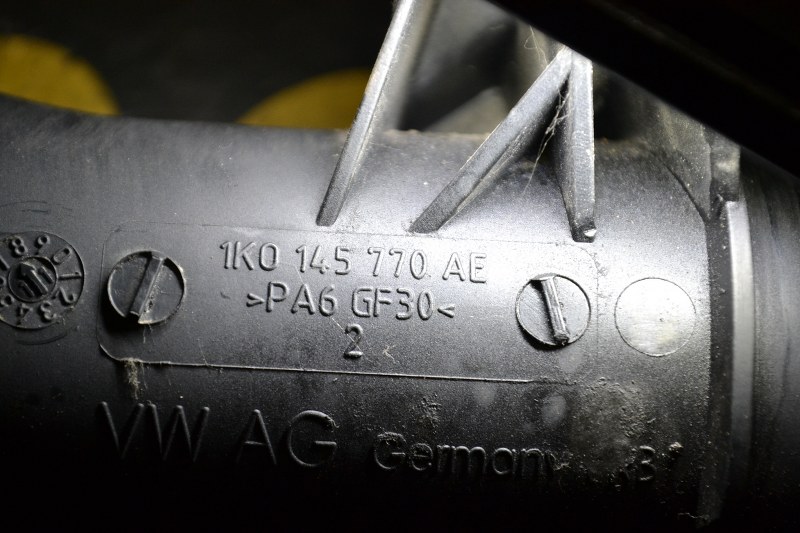 1K0 145 770 AE
>PA6 GF30<
2
VW AG Germany